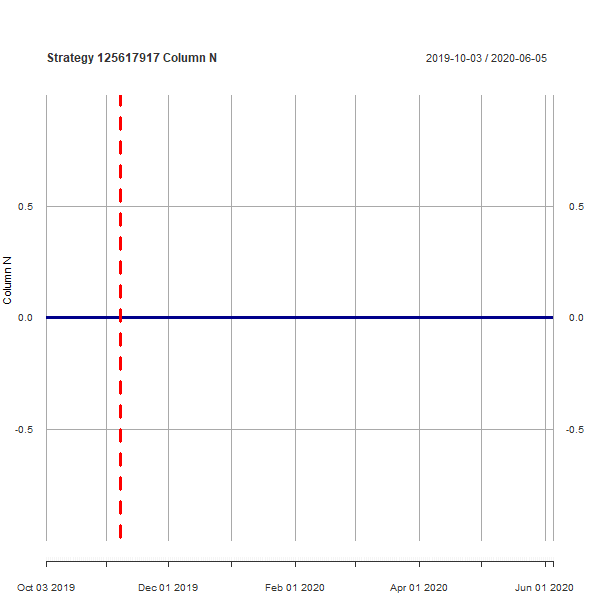 Strategy 125617917 Column N
2019-10-03 / 2020-06-05
0.5
0.5
Column N
0.0
0.0
-0.5
-0.5
Oct 03 2019
Dec 01 2019
Feb 01 2020
Apr 01 2020
Jun 01 2020